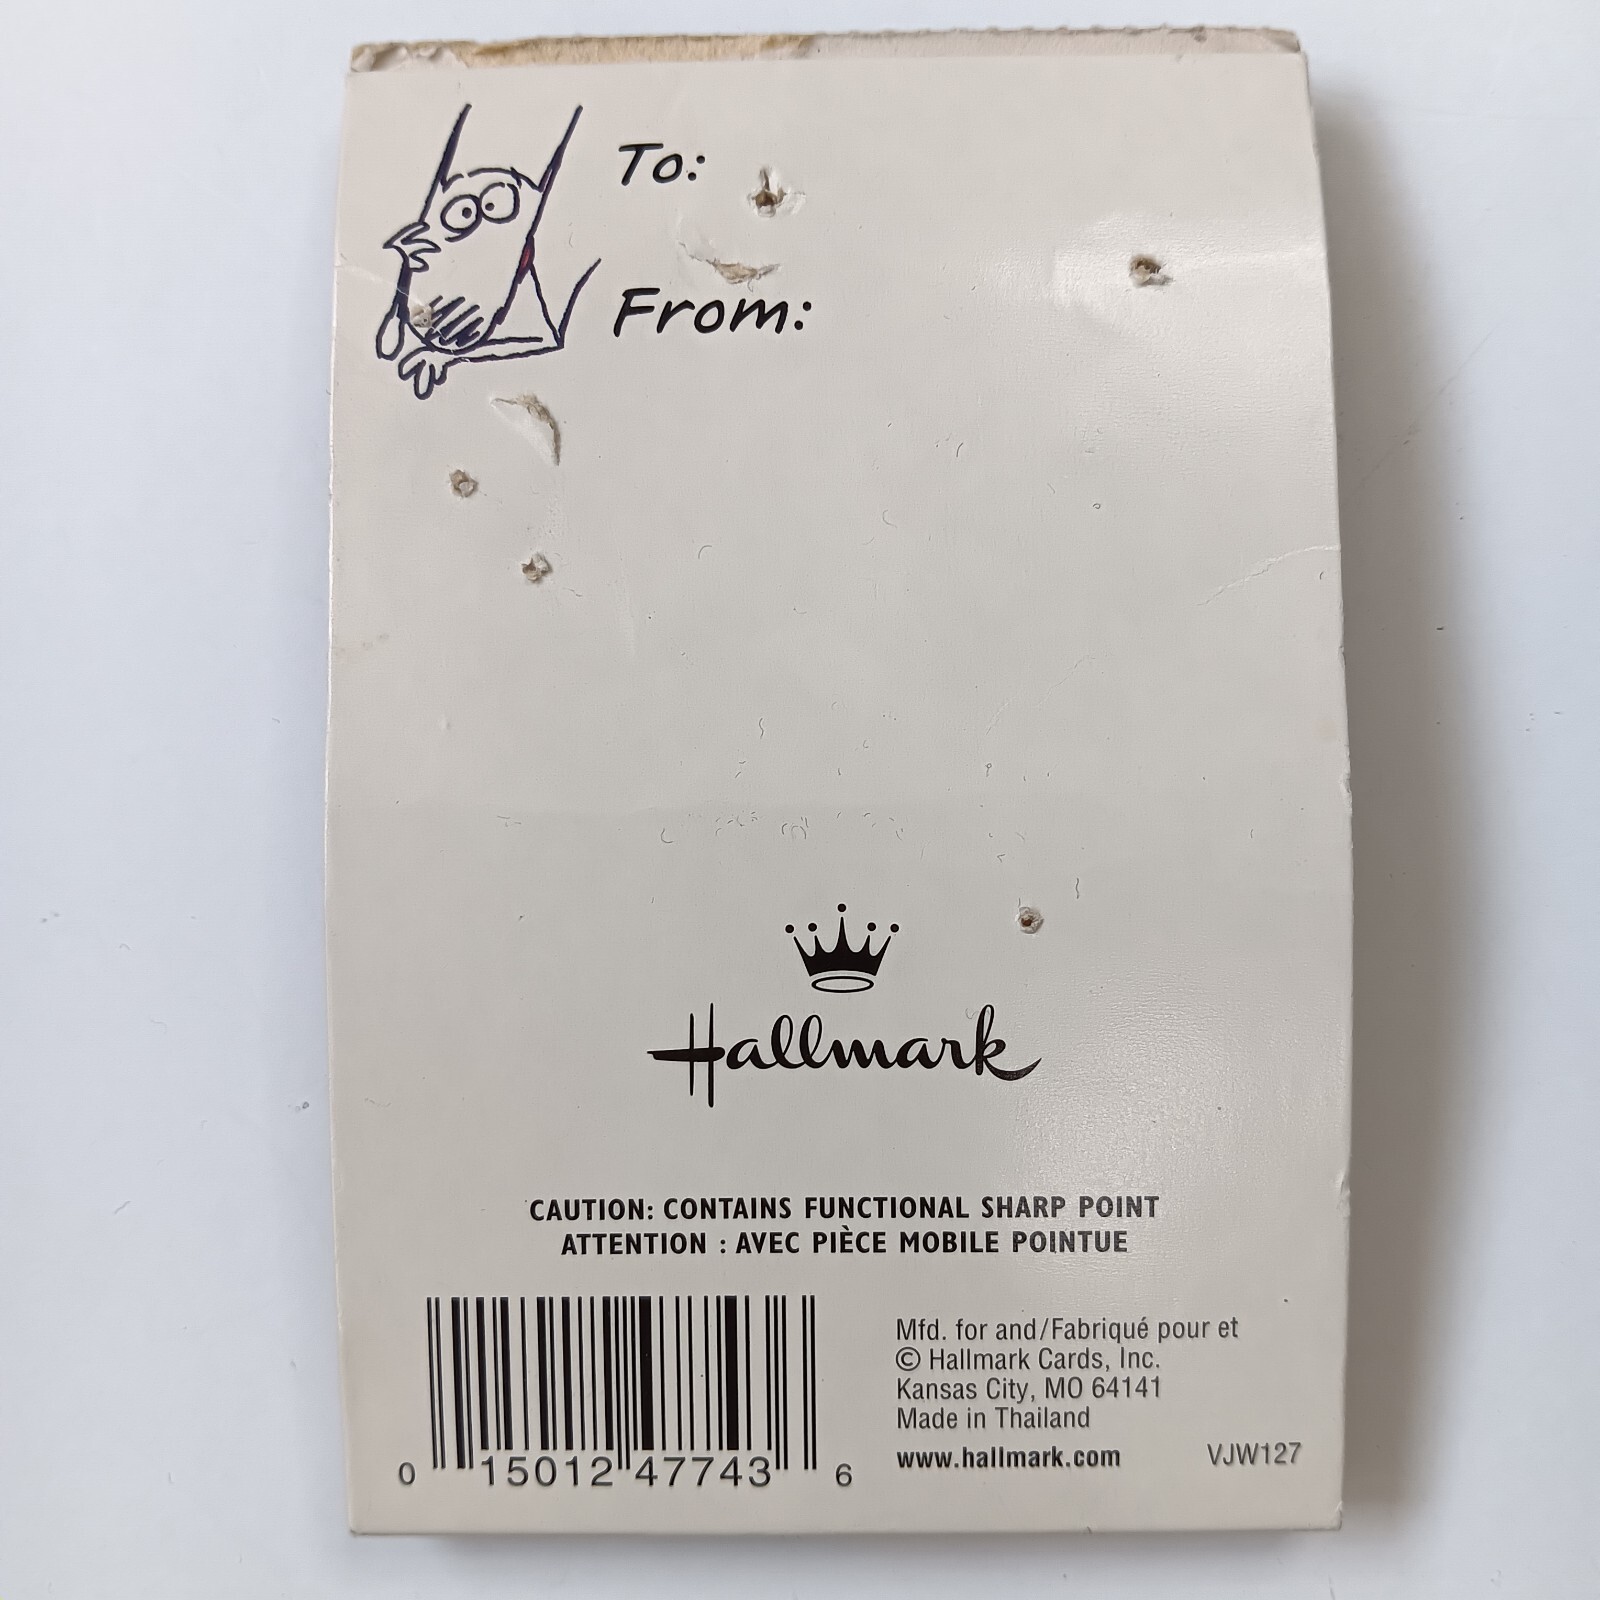 To:
From:
Hallmark
CAUTION: CONTAINS FUNCTIONAL SHARP POINT
ATTENTION : AVEC PIÈCE MOBILE POINTUE
Mfd. for and/Fabriqué pour et
© Hallmark Cards, Inc.
Kansas City, MO 64141
Made in Thailand
www.hallmark.com VJW127
0 15012 47743 6